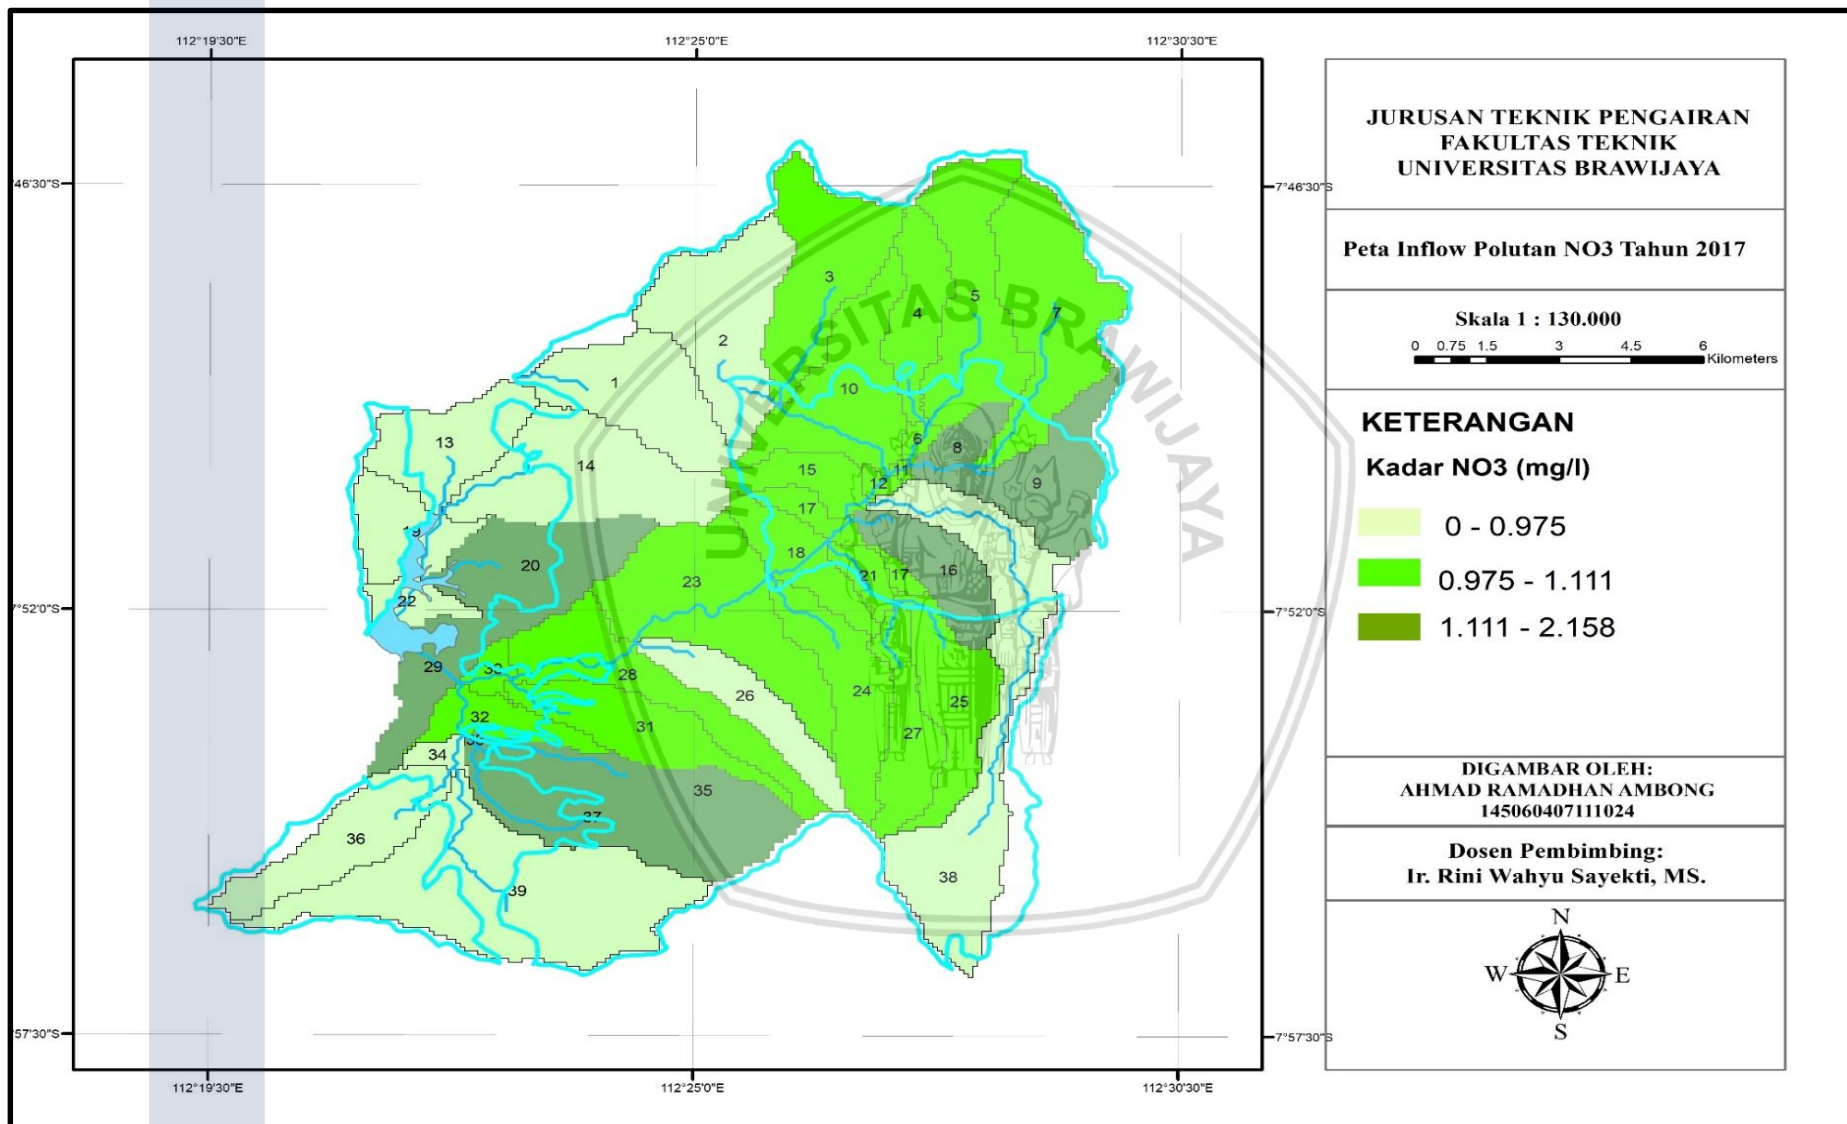 112°19'30"E
112°25'0"E
112°30'30"E
7°46'30"S
7°46'30"S
7°52'0"S
7°52'0"S
7°57'30"S
7°57'30"S
112°19'30"E
112°25'0"E
112°30'30"E
UNIVERSITAS BRAWIJAYA
1
2
3
4
5
6
7
8
9
10
11
12
13
14
15
16
17
17
18
19
20
21
22
23
24
25
26
27
28
29
31
32
34
35
36
37
38
39
JURUSAN TEKNIK PENGAIRAN
FAKULTAS TEKNIK
UNIVERSITAS BRAWIJAYA
Peta Inflow Polutan NO3 Tahun 2017
Skala 1 : 130.000
0 0.75 1.5 3 4.5 6
Kilometers
KETERANGAN
Kadar NO3 (mg/l)
0 - 0.975
0.975 - 1.111
1.111 - 2.158
DIGAMBAR OLEH:
AHMAD RAMADHAN AMBONG
145060407111024
Dosen Pembimbing:
Ir. Rini Wahyu Sayekti, MS.
N
W E
S